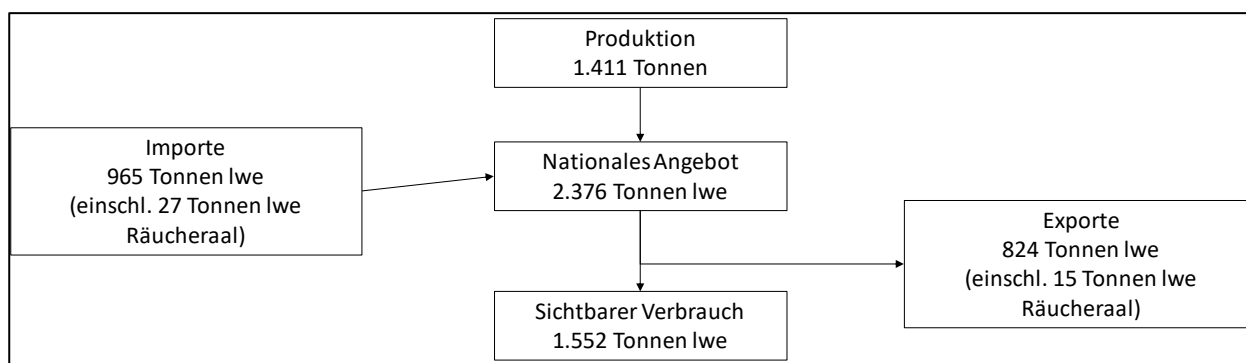 Produktion
1.411 Tonnen
Importe
965 Tonnen lwe
(einschl. 27 Tonnen lwe
Räucheraal)
Nationales Angebot
2.376 Tonnen lwe
Exporte
824 Tonnen lwe
(einschl. 15 Tonnen lwe
Räucheraal)
Sichtbarer Verbrauch
1.552 Tonnen lwe